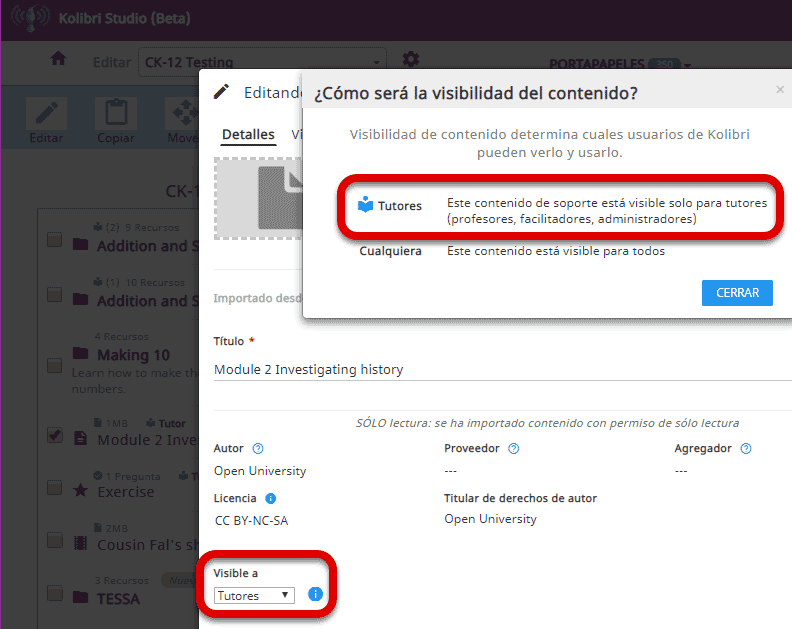 Kolibri Studio (Beta)
Editar CK-12 Testing
PORTAPAPELES 350
Editar Copiar Move
CK-1
(2) 9 Recursos
Addition and S
(1) 10 Recursos
Addition and S
4 Recursos
Making 10
Learn how to make the
numbers.
1MB Tutor
Module 2 Inve
1 Pregunta T
Exercise
2MB
Cousin Fal's sh
3 Recursos
TESSA
Editando
Detalles Vi
Importado desd
Título *
Module 2 Investigating history
SÓLO lectura: se ha importado contenido con permiso de sólo lectura
Autor ? Proveedor ? Agregador ?
Open University --- ---
Licencia i Titular de derechos de autor
CC BY-NC-SA Open University
Visible a
Tutores i
¿Cómo será la visibilidad del contenido? ×
Visibilidad de contenido determina cuales usuarios de Kolibri
pueden verlo y usarlo.
Tutores Este contenido de soporte está visible solo para tutores
(profesores, facilitadores, administradores)
Cualquiera Este contenido está visible para todos
CERRAR